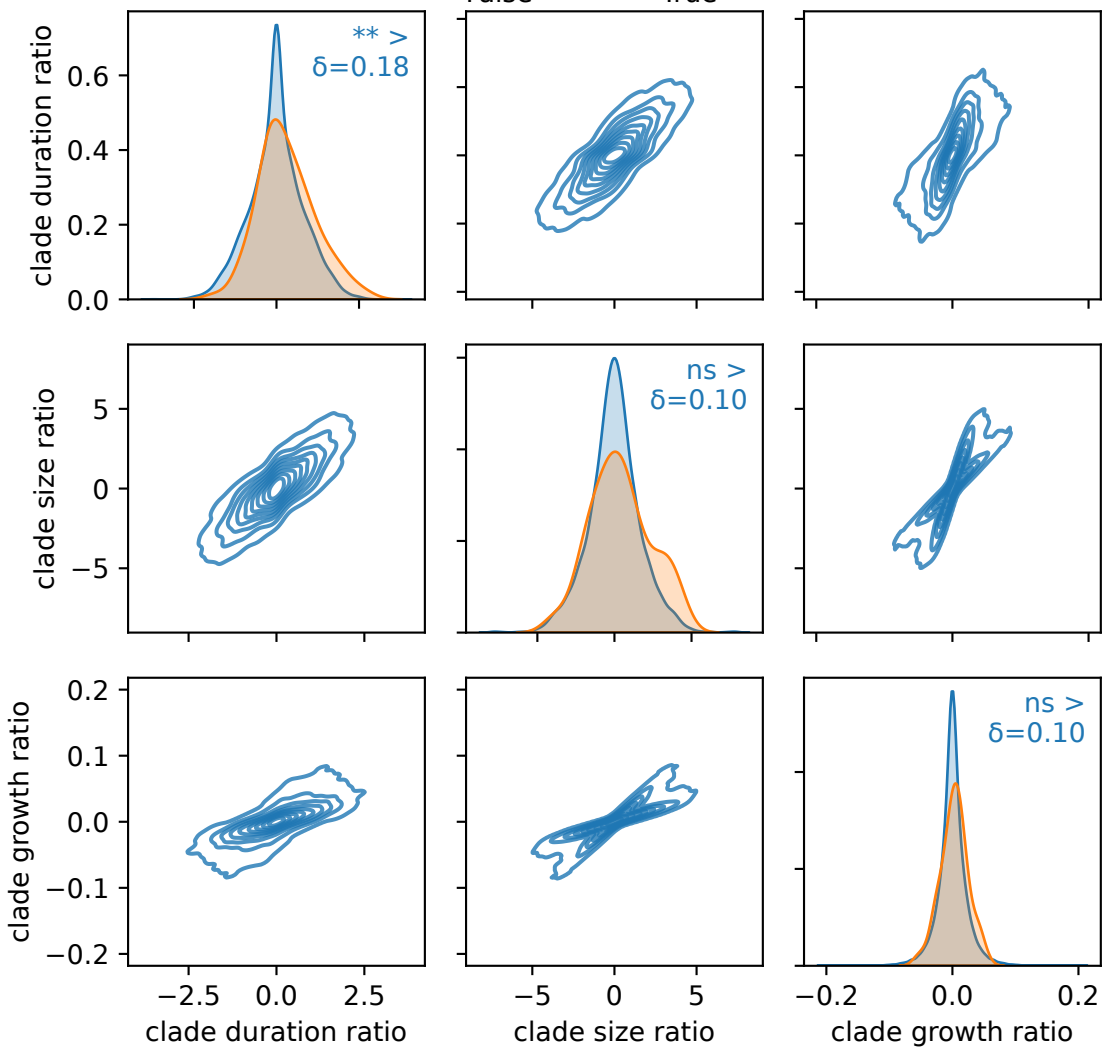 ** >
δ=0.18
clade duration ratio
0.6
0.4
0.2
0.0
ns >
δ=0.10
clade size ratio
5
0
−5
ns >
δ=0.10
clade growth ratio
0.2
0.1
0.0
−0.1
−0.2
−2.5 0.0 2.5
−5 0 5
−0.2 0.0 0.2
clade duration ratio
clade size ratio
clade growth ratio